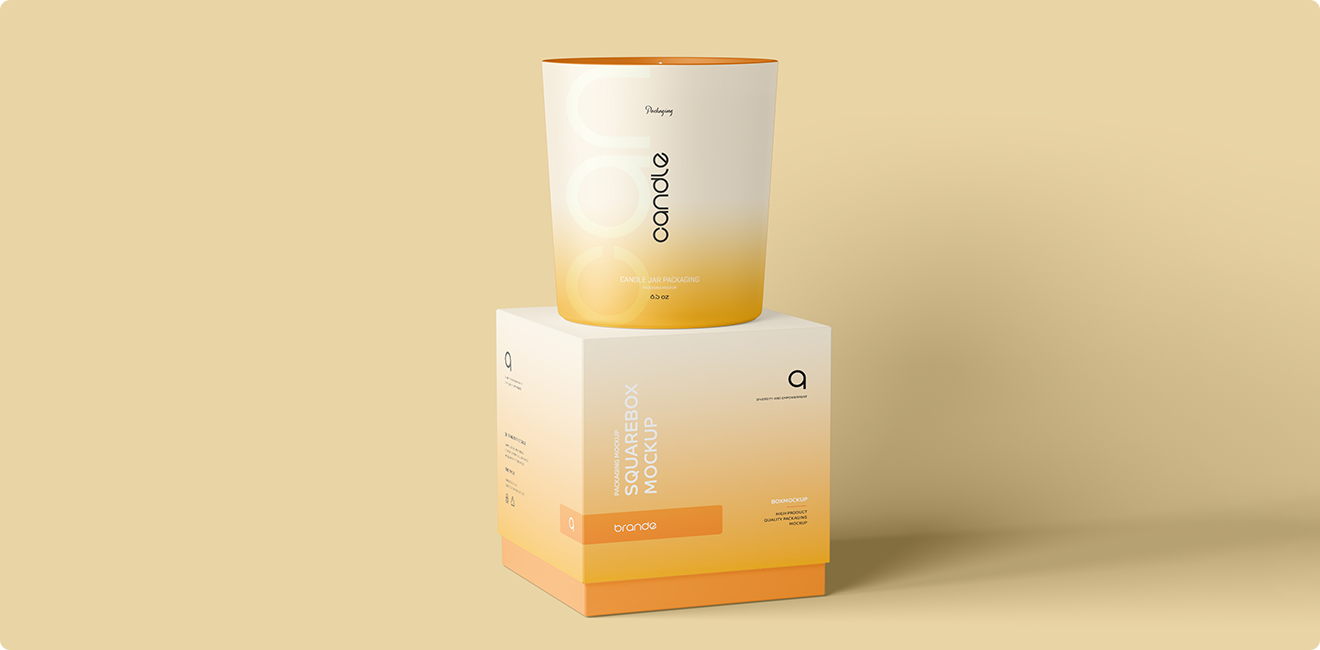 Packaging
can
candle
CANDLE JAR PACKAGING
6.5 oz
a
a
DIVERSITY AND EMPOWERMENT
PACKAGING MOCKUP
SQUAREBOX
MOCKUP
a
brande
BOXMOCKUP
HIGH PRODUCT
QUALITY PACKAGING
MOCKUP